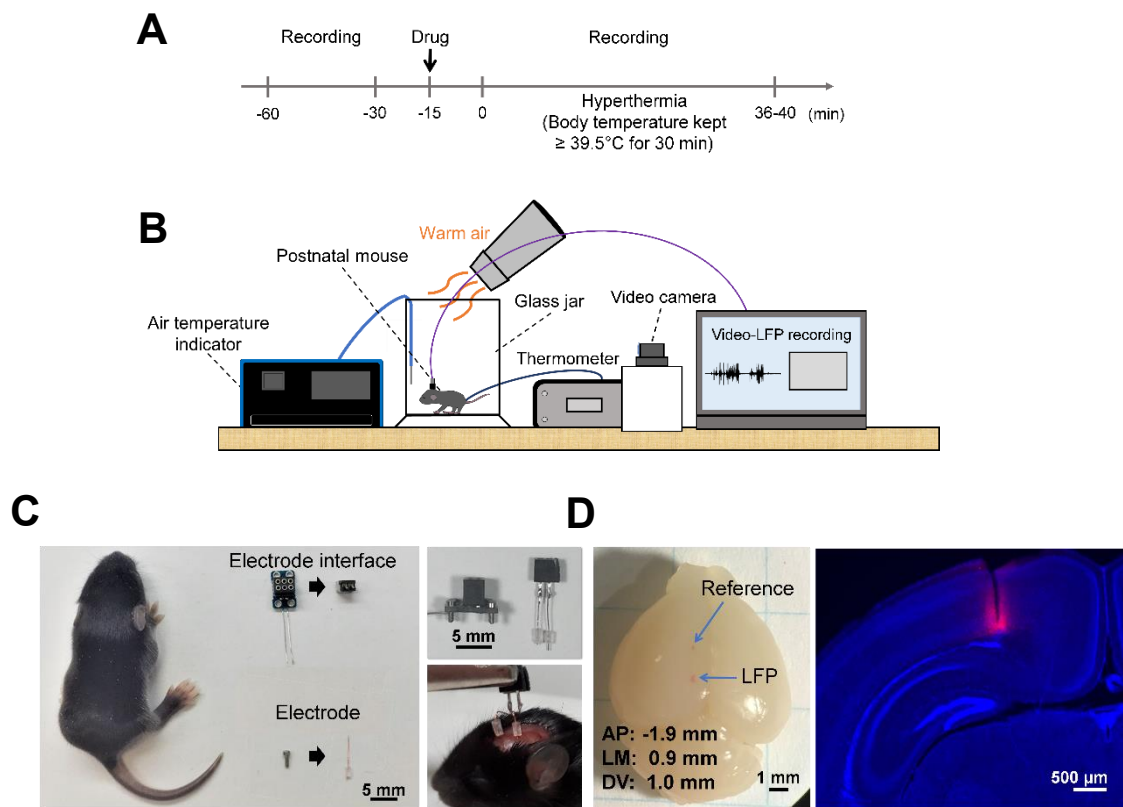 A
Recording
Drug
Recording
-60
-30
-15
0
Hyperthermia
(Body temperature kept
≥ 39.5°C for 30 min)
36-40
(min)
B
Warm air
Postnatal mouse
Glass jar
Video camera
Air temperature
indicator
Thermometer
Video-LFP recording
C
Electrode interface
Electrode
5 mm
5 mm
D
Reference
LFP
AP: -1.9 mm
LM: 0.9 mm
DV: 1.0 mm
1 mm
500 µm